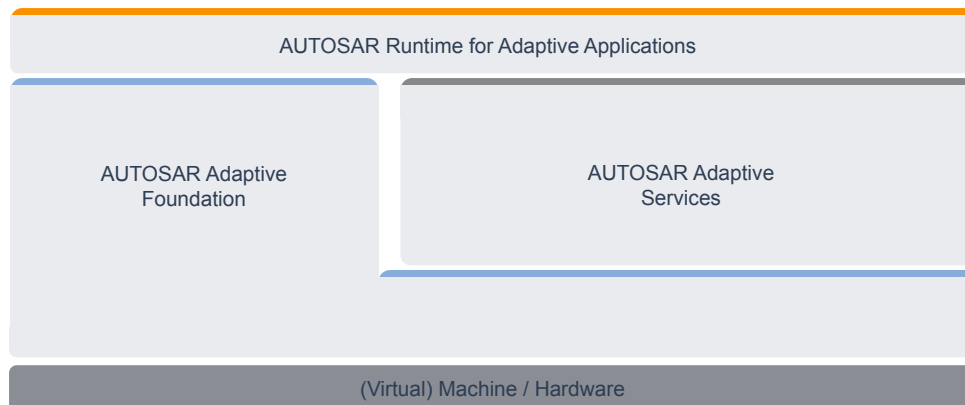 AUTOSAR Runtime for Adaptive Applications
AUTOSAR Adaptive
Foundation
AUTOSAR Adaptive
Services
(Virtual) Machine / Hardware